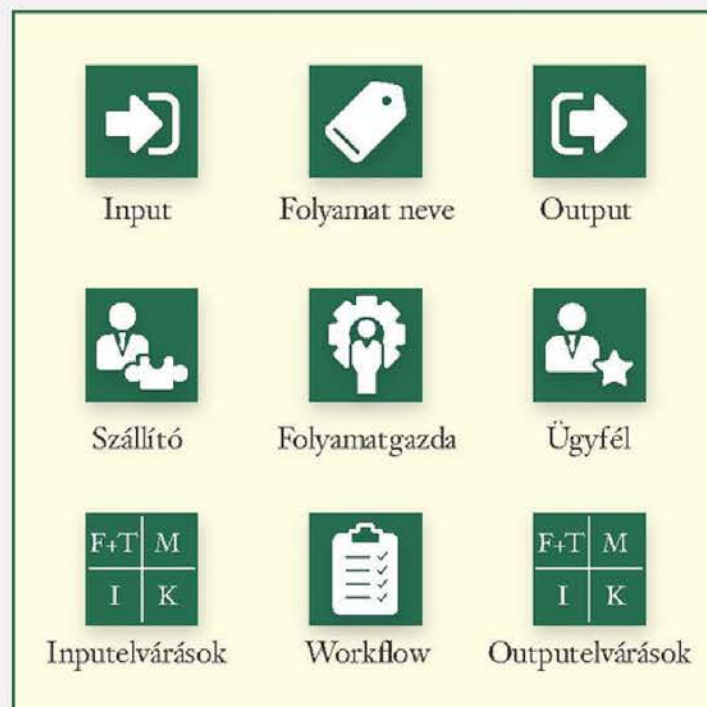 Input
Folyamat neve
Output
Szállító
Folyamatgazda
Ügyfél
F+T M
I K
Inputelvárások
Workflow
F+T M
I K
Outputelvárások